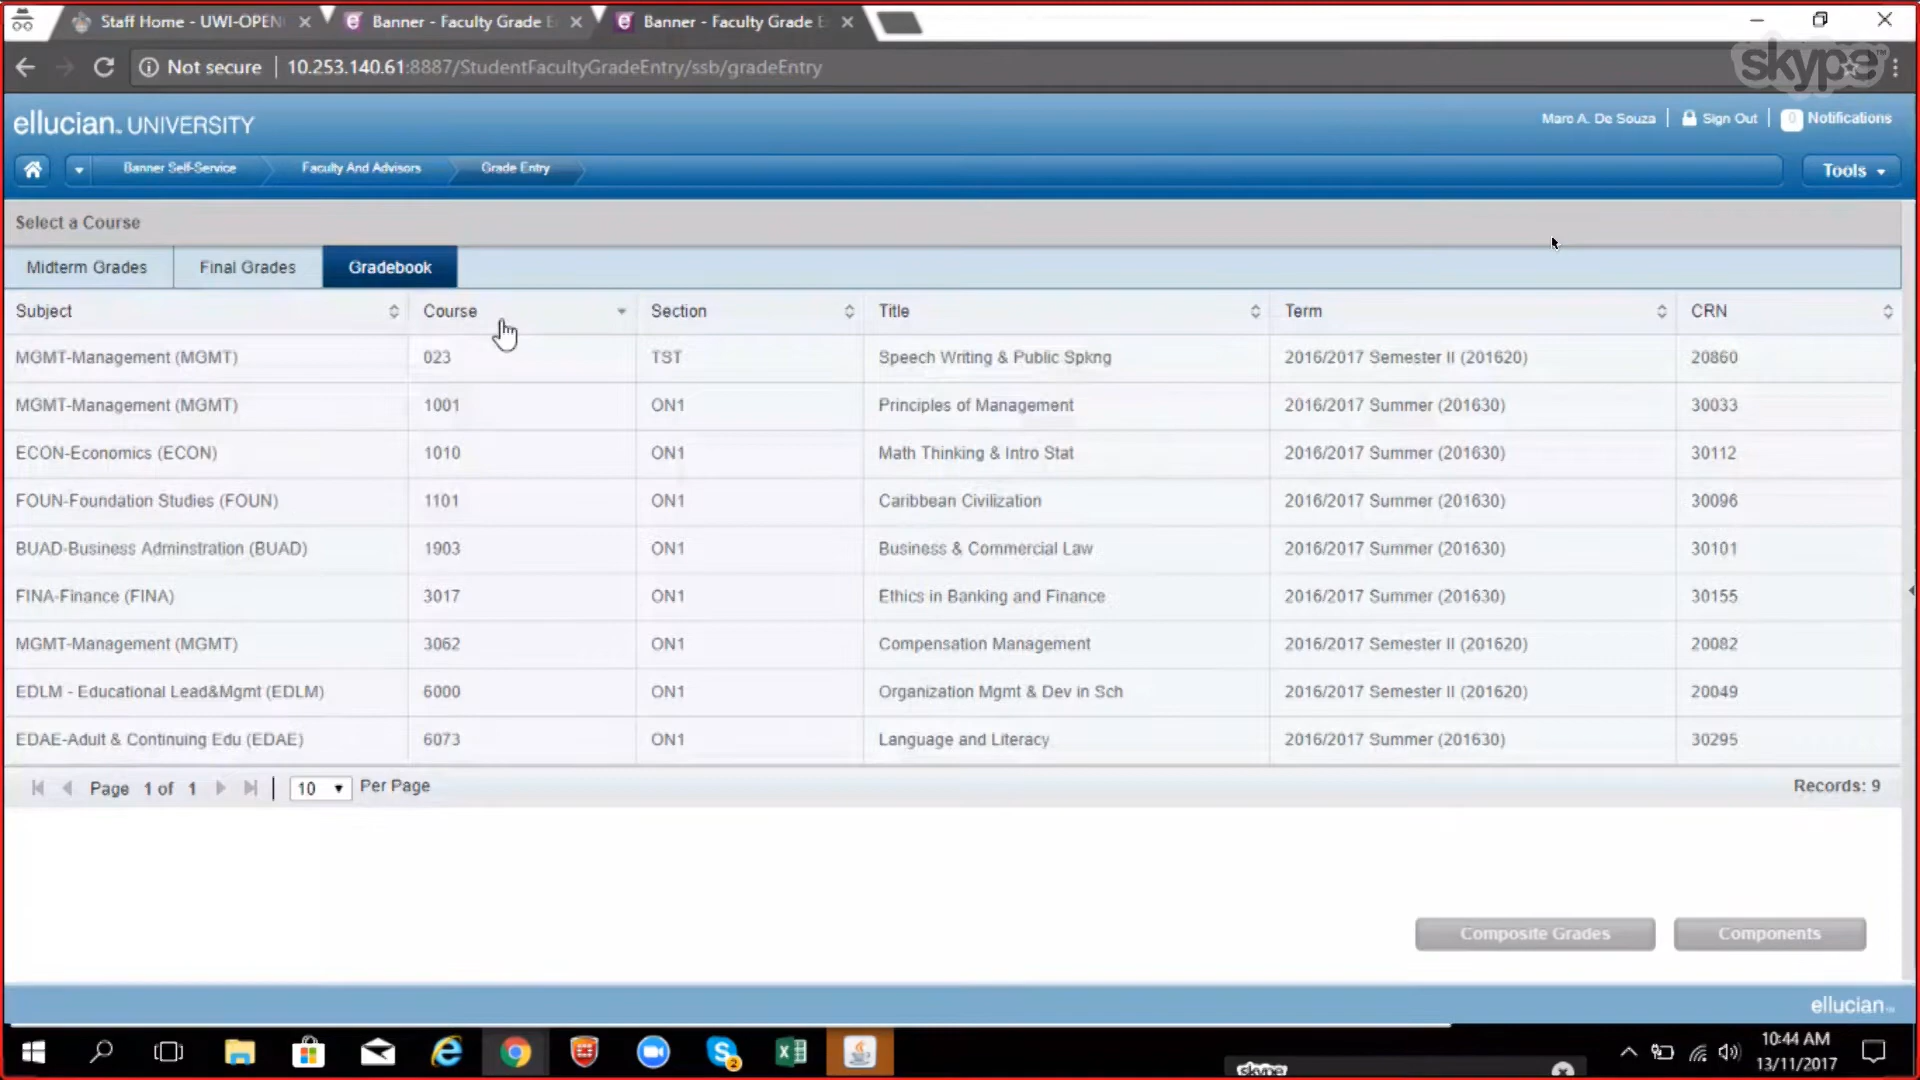 Staff Home - UWI-OPEN
Banner - Faculty Grade E
Banner - Faculty Grade E
Not secure | 10.253.140.61:8887/StudentFacultyGradeEntry/ssb/gradeEntry
skype™
ellucian. UNIVERSITY
Marc A. De Souza
Sign Out
0 Notifications
Banner Self-Service
Faculty And Advisors
Grade Entry
Tools
Select a Course
Midterm Grades
Final Grades
Gradebook
Subject Course Section Title Term CRN
MGMT-Management (MGMT) 023 TST Speech Writing & Public Spkng 2016/2017 Semester II (201620) 20860
MGMT-Management (MGMT) 1001 ON1 Principles of Management 2016/2017 Summer (201630) 30033
ECON-Economics (ECON) 1010 ON1 Math Thinking & Intro Stat 2016/2017 Summer (201630) 30112
FOUN-Foundation Studies (FOUN) 1101 ON1 Caribbean Civilization 2016/2017 Summer (201630) 30096
BUAD-Business Adminstration (BUAD) 1903 ON1 Business & Commercial Law 2016/2017 Summer (201630) 30101
FINA-Finance (FINA) 3017 ON1 Ethics in Banking and Finance 2016/2017 Summer (201630) 30155
MGMT-Management (MGMT) 3062 ON1 Compensation Management 2016/2017 Semester II (201620) 20082
EDLM - Educational Lead&Mgmt (EDLM) 6000 ON1 Organization Mgmt & Dev in Sch 2016/2017 Semester II (201620) 20049
EDAE-Adult & Continuing Edu (EDAE) 6073 ON1 Language and Literacy 2016/2017 Summer (201630) 30295
Page 1 of 1 | 10 Per Page
Records: 9
Composite Grades
Components
ellucian.
2
10:44 AM
13/11/2017
skype